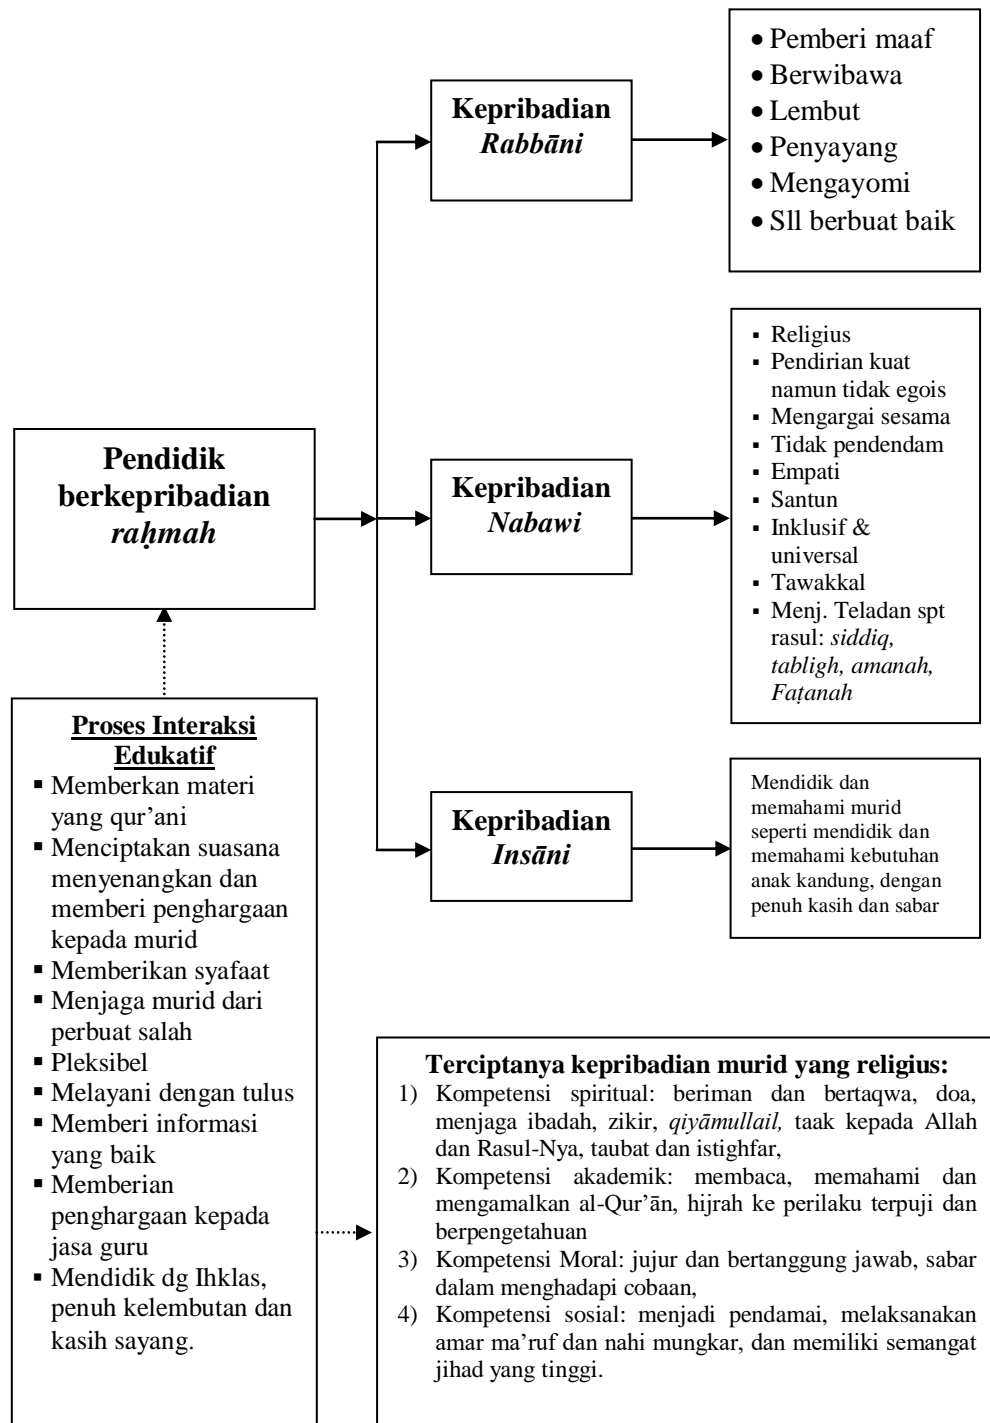 • Pemberi maaf
• Berwibawa
• Lembut
• Penyayang
• Mengayomi
• Sll berbuat baik
Kepribadian
Rabbāni
▪ Religius
▪ Pendirian kuat
namun tidak egois
▪ Mengargai sesama
▪ Tidak pendendam
▪ Empati
▪ Santun
▪ Inklusif &
universal
▪ Tawakkal
▪ Menj. Teladan spt
rasul: siddiq,
tabligh, amanah,
Faṭanah
Pendidik
berkepribadian
raḥmah
Kepribadian
Nabawi
Proses Interaksi
Edukatif
▪ Memberkan materi
yang qur’ani
▪ Menciptakan suasana
menyenangkan dan
memberi penghargaan
kepada murid
▪ Memberikan syafaat
▪ Menjaga murid dari
perbuat salah
▪ Pleksibel
▪ Melayani dengan tulus
▪ Memberi informasi
yang baik
▪ Memberian
penghargaan kepada
jasa guru
▪ Mendidik dg Ihklas,
penuh kelembutan dan
kasih sayang.
Kepribadian
Insāni
Mendidik dan
memahami murid
seperti mendidik dan
memahami kebutuhan
anak kandung, dengan
penuh kasih dan sabar
Terciptanya kepribadian murid yang religius:
1) Kompetensi spiritual: beriman dan bertaqwa, doa,
menjaga ibadah, zikir, qiyāmullail, taak kepada Allah
dan Rasul-Nya, taubat dan istighfar,
2) Kompetensi akademik: membaca, memahami dan
mengamalkan al-Qur’ān, hijrah ke perilaku terpuji dan
berpengetahuan
3) Kompetensi Moral: jujur dan bertanggung jawab, sabar
dalam menghadapi cobaan,
4) Kompetensi sosial: menjadi pendamai, melaksanakan
amar ma’ruf dan nahi mungkar, dan memiliki semangat
jihad yang tinggi.